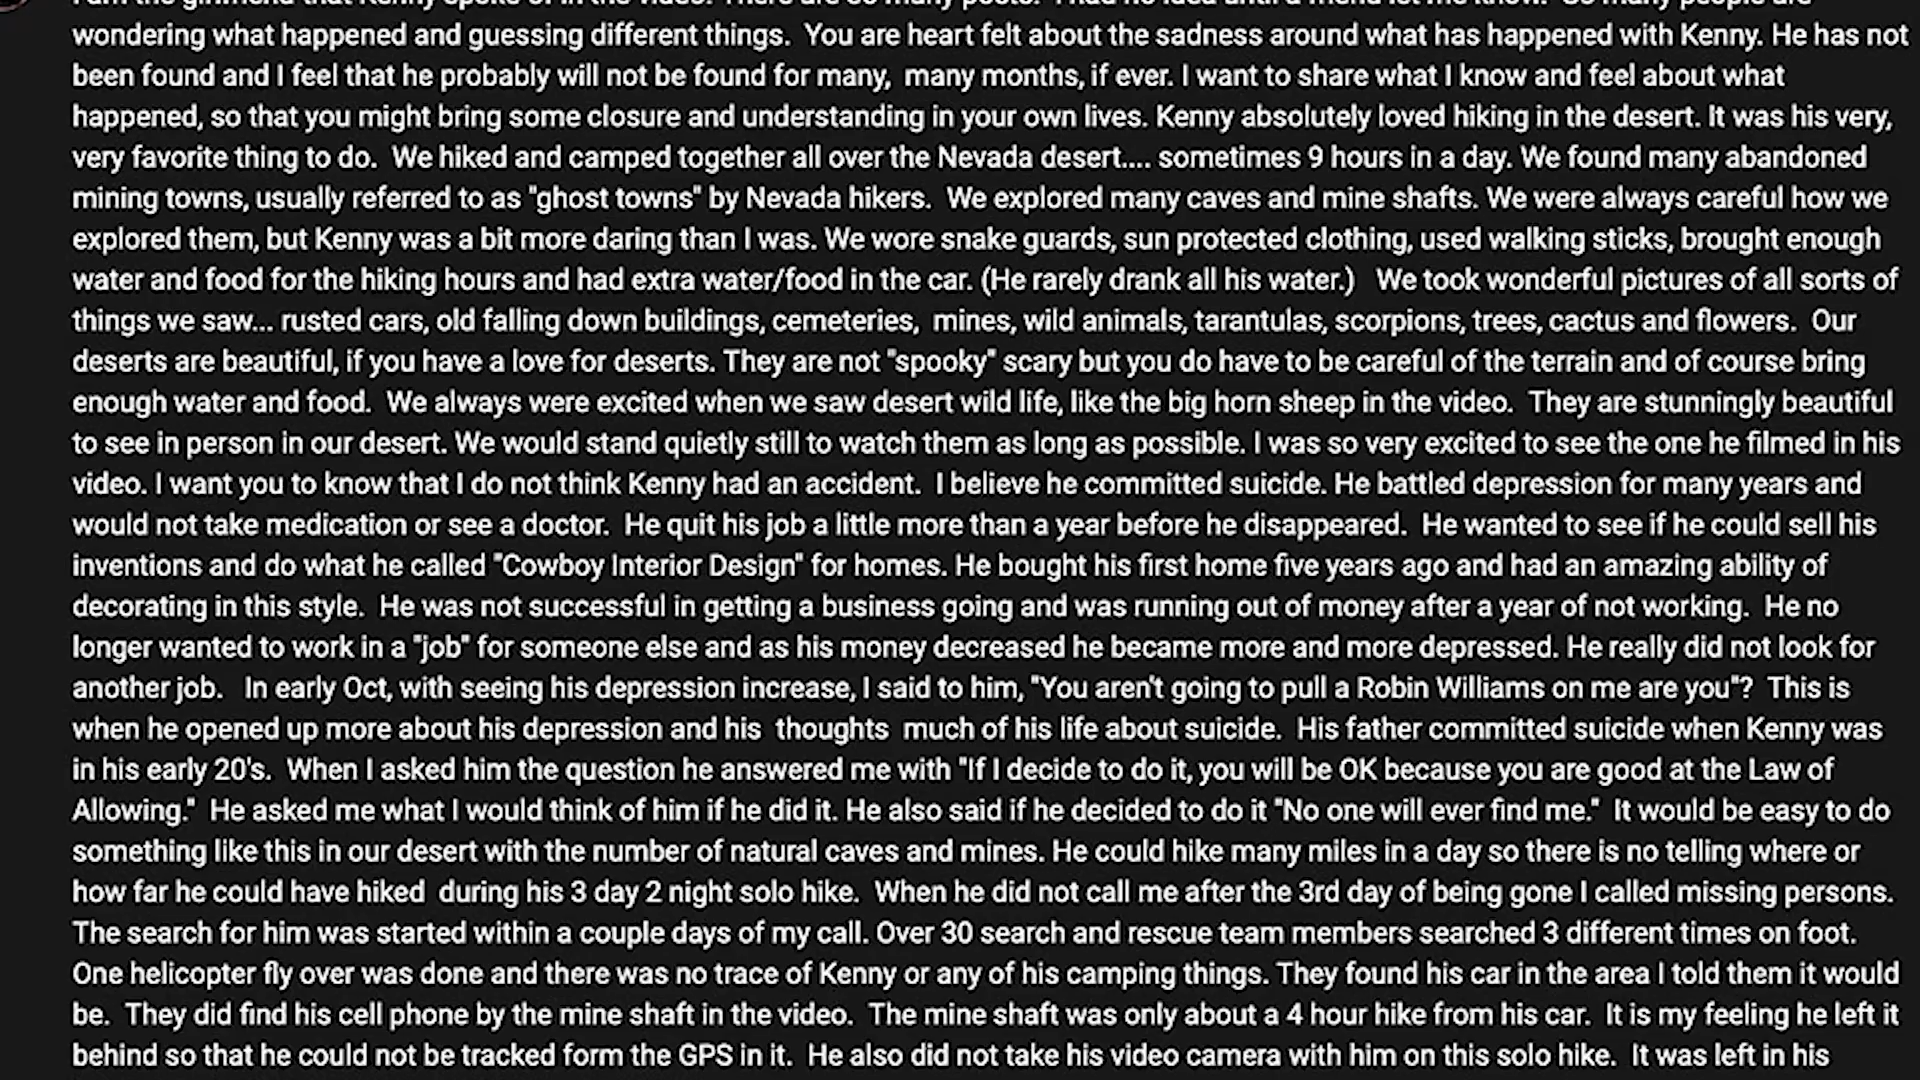 I am the girlfriend that Kenny spoke of in the video. There are so many posts. I had no idea until a friend let me know. So many people are
wondering what happened and guessing different things.  You are heart felt about the sadness around what has happened with Kenny. He has not
been found and I feel that he probably will not be found for many,  many months, if ever. I want to share what I know and feel about what
happened, so that you might bring some closure and understanding in your own lives. Kenny absolutely loved hiking in the desert. It was his very,
very favorite thing to do.  We hiked and camped together all over the Nevada desert.... sometimes 9 hours in a day. We found many abandoned
mining towns, usually referred to as "ghost towns" by Nevada hikers.  We explored many caves and mine shafts. We were always careful how we
explored them, but Kenny was a bit more daring than I was. We wore snake guards, sun protected clothing, used walking sticks, brought enough
water and food for the hiking hours and had extra water/food in the car. (He rarely drank all his water.)   We took wonderful pictures of all sorts of
things we saw... rusted cars, old falling down buildings, cemeteries,  mines, wild animals, tarantulas, scorpions, trees, cactus and flowers.  Our
deserts are beautiful, if you have a love for deserts. They are not "spooky" scary but you do have to be careful of the terrain and of course bring
enough water and food.  We always were excited when we saw desert wild life, like the big horn sheep in the video.  They are stunningly beautiful
to see in person in our desert. We would stand quietly still to watch them as long as possible. I was so very excited to see the one he filmed in his
video. I want you to know that I do not think Kenny had an accident.  I believe he committed suicide. He battled depression for many years and
would not take medication or see a doctor.  He quit his job a little more than a year before he disappeared.  He wanted to see if he could sell his
inventions and do what he called "Cowboy Interior Design" for homes. He bought his first home five years ago and had an amazing ability of
decorating in this style.  He was not successful in getting a business going and was running out of money after a year of not working.  He no
longer wanted to work in a "job" for someone else and as his money decreased he became more and more depressed. He really did not look for
another job.   In early Oct, with seeing his depression increase, I said to him, "You aren't going to pull a Robin Williams on me are you"?  This is
when he opened up more about his depression and his  thoughts  much of his life about suicide.  His father committed suicide when Kenny was
in his early 20's.  When I asked him the question he answered me with "If I decide to do it, you will be OK because you are good at the Law of
Allowing."  He asked me what I would think of him if he did it. He also said if he decided to do it "No one will ever find me."  It would be easy to do
something like this in our desert with the number of natural caves and mines. He could hike many miles in a day so there is no telling where or
how far he could have hiked  during his 3 day 2 night solo hike.  When he did not call me after the 3rd day of being gone I called missing persons.
The search for him was started within a couple days of my call. Over 30 search and rescue team members searched 3 different times on foot.
One helicopter fly over was done and there was no trace of Kenny or any of his camping things. They found his car in the area I told them it would
be.  They did find his cell phone by the mine shaft in the video.  The mine shaft was only about a 4 hour hike from his car.  It is my feeling he left it
behind so that he could not be tracked form the GPS in it.  He also did not take his video camera with him on this solo hike.  It was left in his